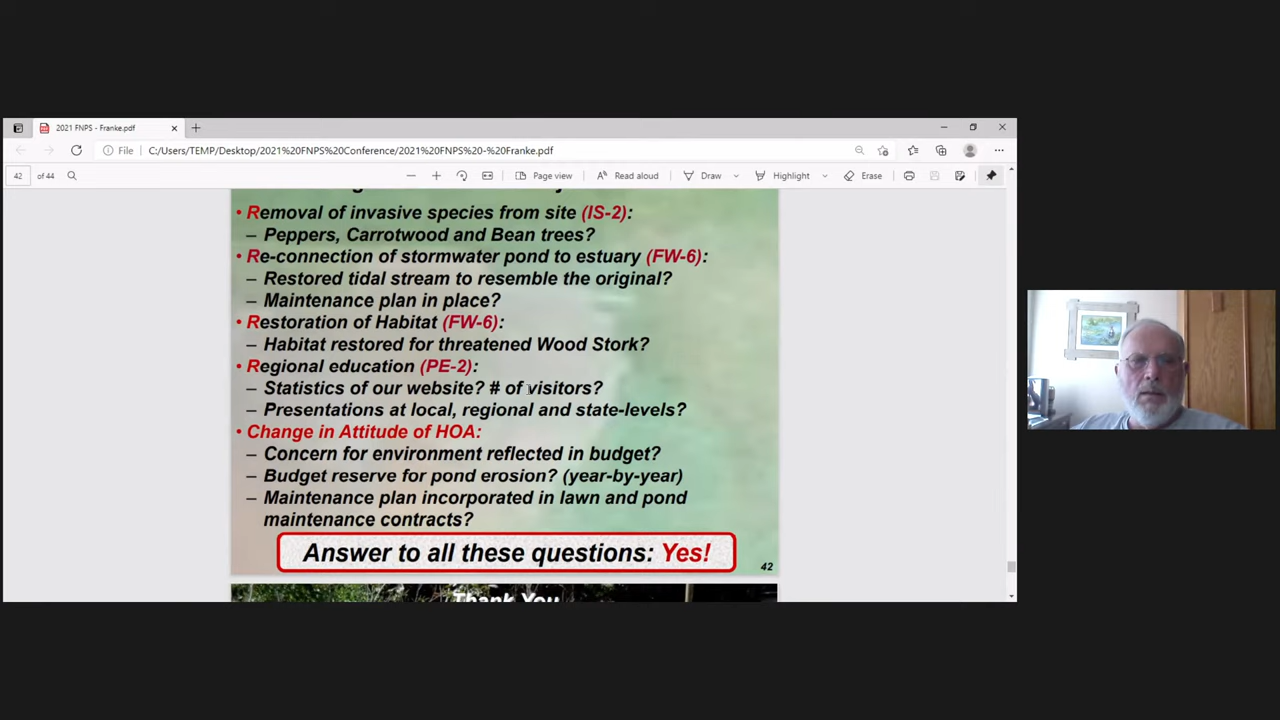 2021 FNPS - Franke.pdf
File C:/Users/TEMP/Desktop/2021%20FNPS%20Conference/2021%20FNPS%20-%20Franke.pdf
42 of 44 Page view Read aloud Draw Highlight Erase
• Removal of invasive species from site (IS-2):
– Peppers, Carrotwood and Bean trees?
• Re-connection of stormwater pond to estuary (FW-6):
– Restored tidal stream to resemble the original?
– Maintenance plan in place?
• Restoration of Habitat (FW-6):
– Habitat restored for threatened Wood Stork?
• Regional education (PE-2):
– Statistics of our website? # of visitors?
– Presentations at local, regional and state-levels?
• Change in Attitude of HOA:
– Concern for environment reflected in budget?
– Budget reserve for pond erosion? (year-by-year)
– Maintenance plan incorporated in lawn and pond
maintenance contracts?
Answer to all these questions: Yes!
42
Thank You